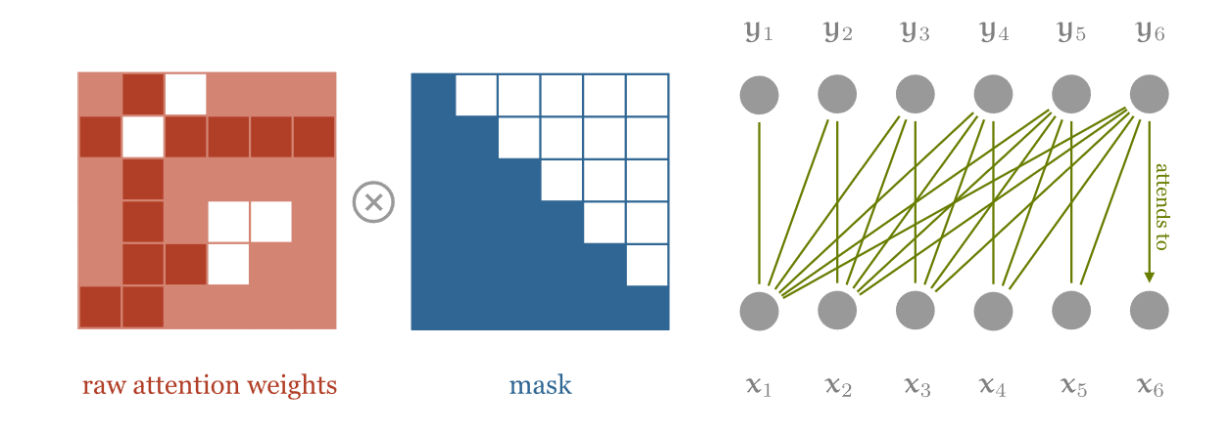 y₁ y₂ y₃ y₄ y₅ y₆
attends to
raw attention weights
mask
x₁ x₂ x₃ x₄ x₅ x₆